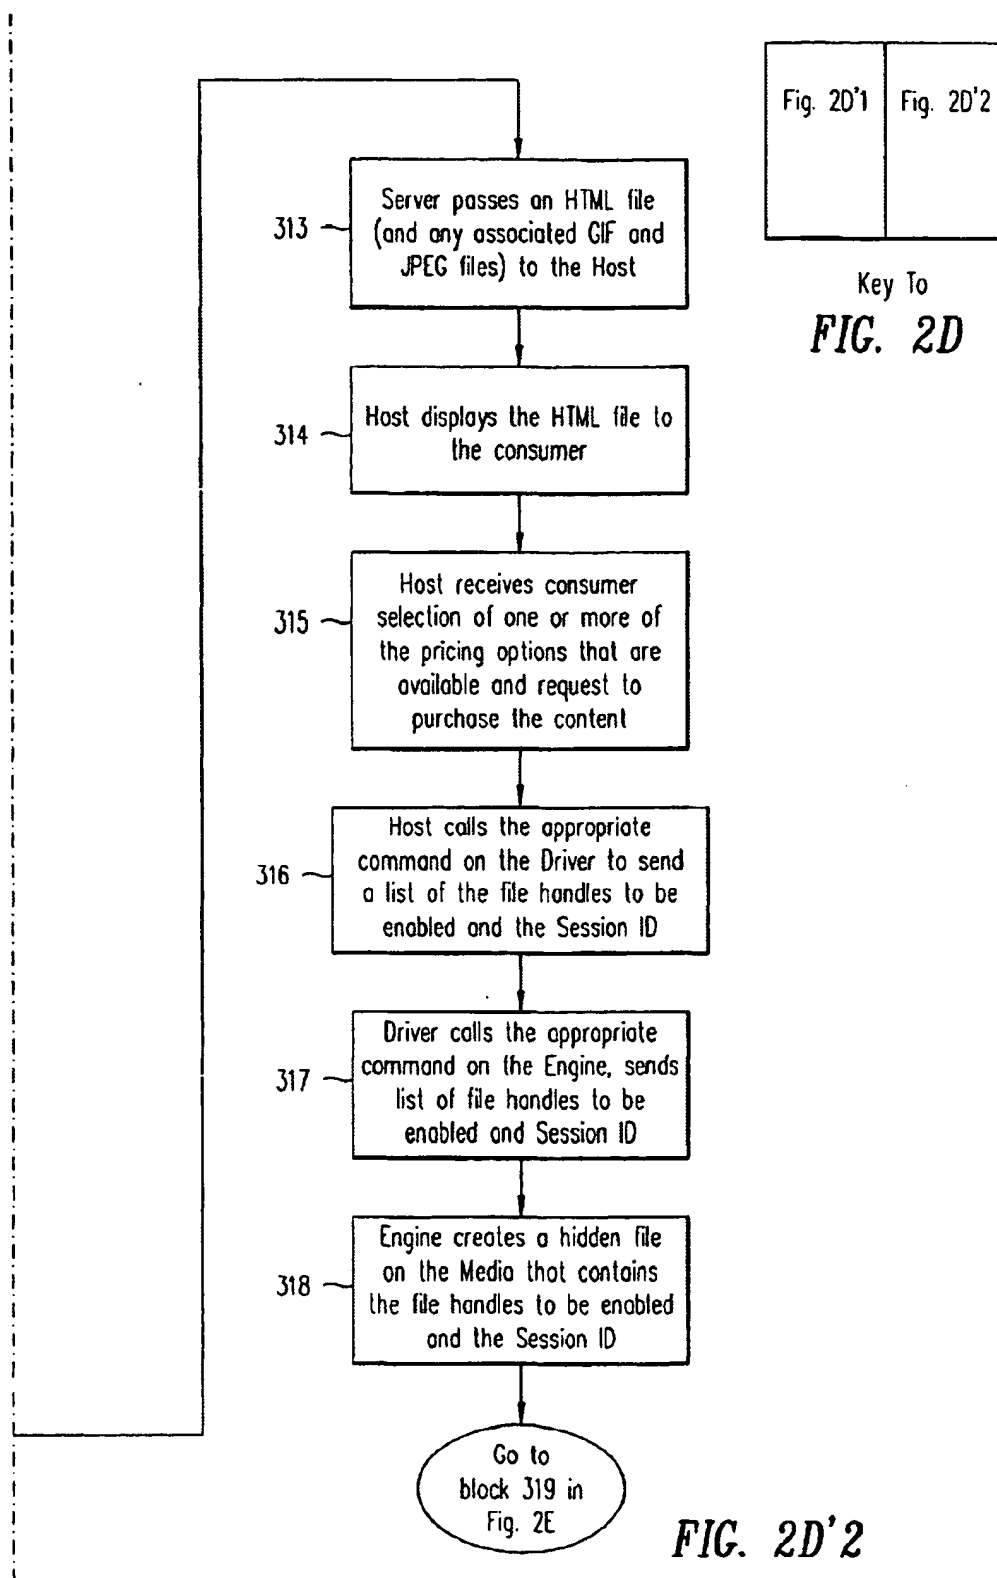 Fig. 2D'1
Fig. 2D'2
Key To
FIG. 2D
313
Server passes an HTML file
(and any associated GIF and
JPEG files) to the Host
314
Host displays the HTML file to
the consumer
315
Host receives consumer
selection of one or more of
the pricing options that are
available and request to
purchase the content
316
Host calls the appropriate
command on the Driver to send
a list of the file handles to be
enabled and the Session ID
317
Driver calls the appropriate
command on the Engine, sends
list of file handles to be
enabled and Session ID
318
Engine creates a hidden file
on the Media that contains
the file handles to be enabled
and the Session ID
Go to
block 319 in
Fig. 2E
FIG. 2D'2